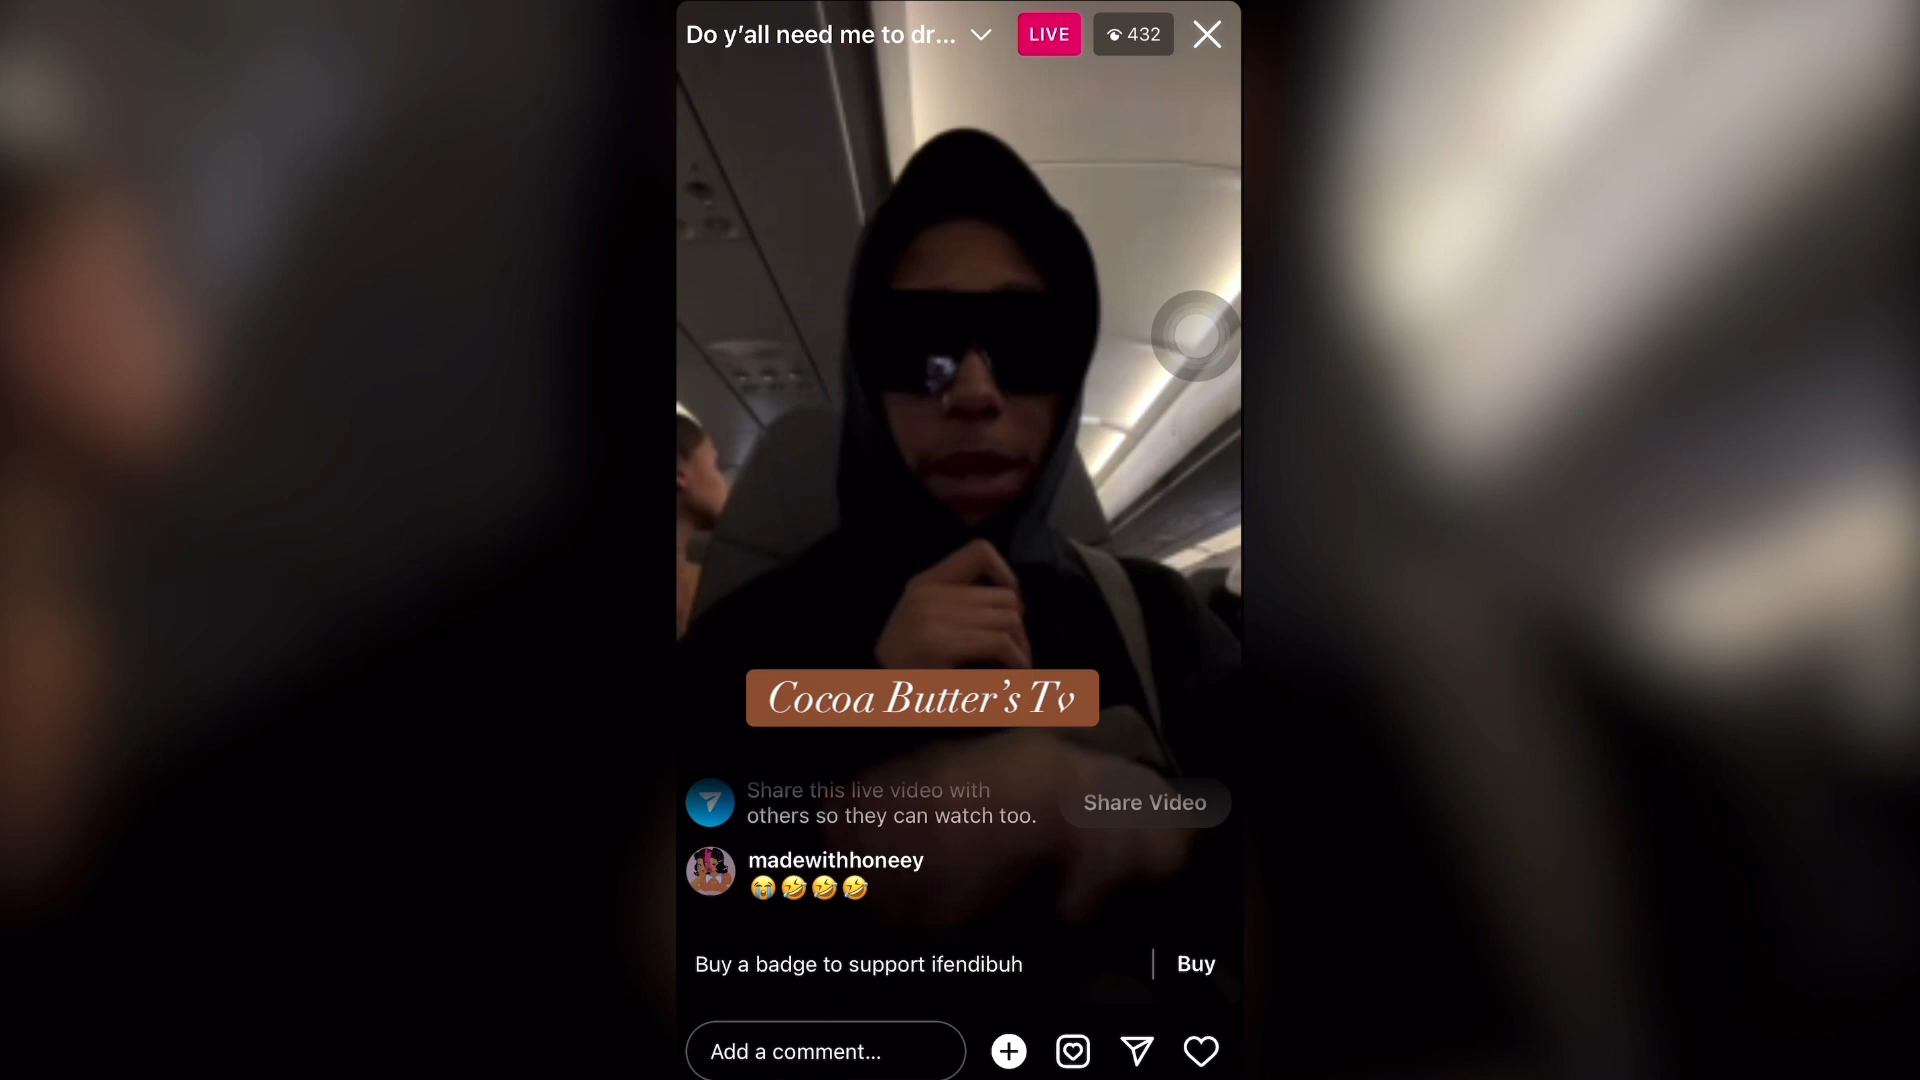 Do y’all need me to dr...
LIVE
432
Cocoa Butter’s Tv
Share this live video with
others so they can watch too.
Share Video
madewithhoneey
😭🤣🤣🤣
Buy a badge to support ifendibuh
Buy
Add a comment...